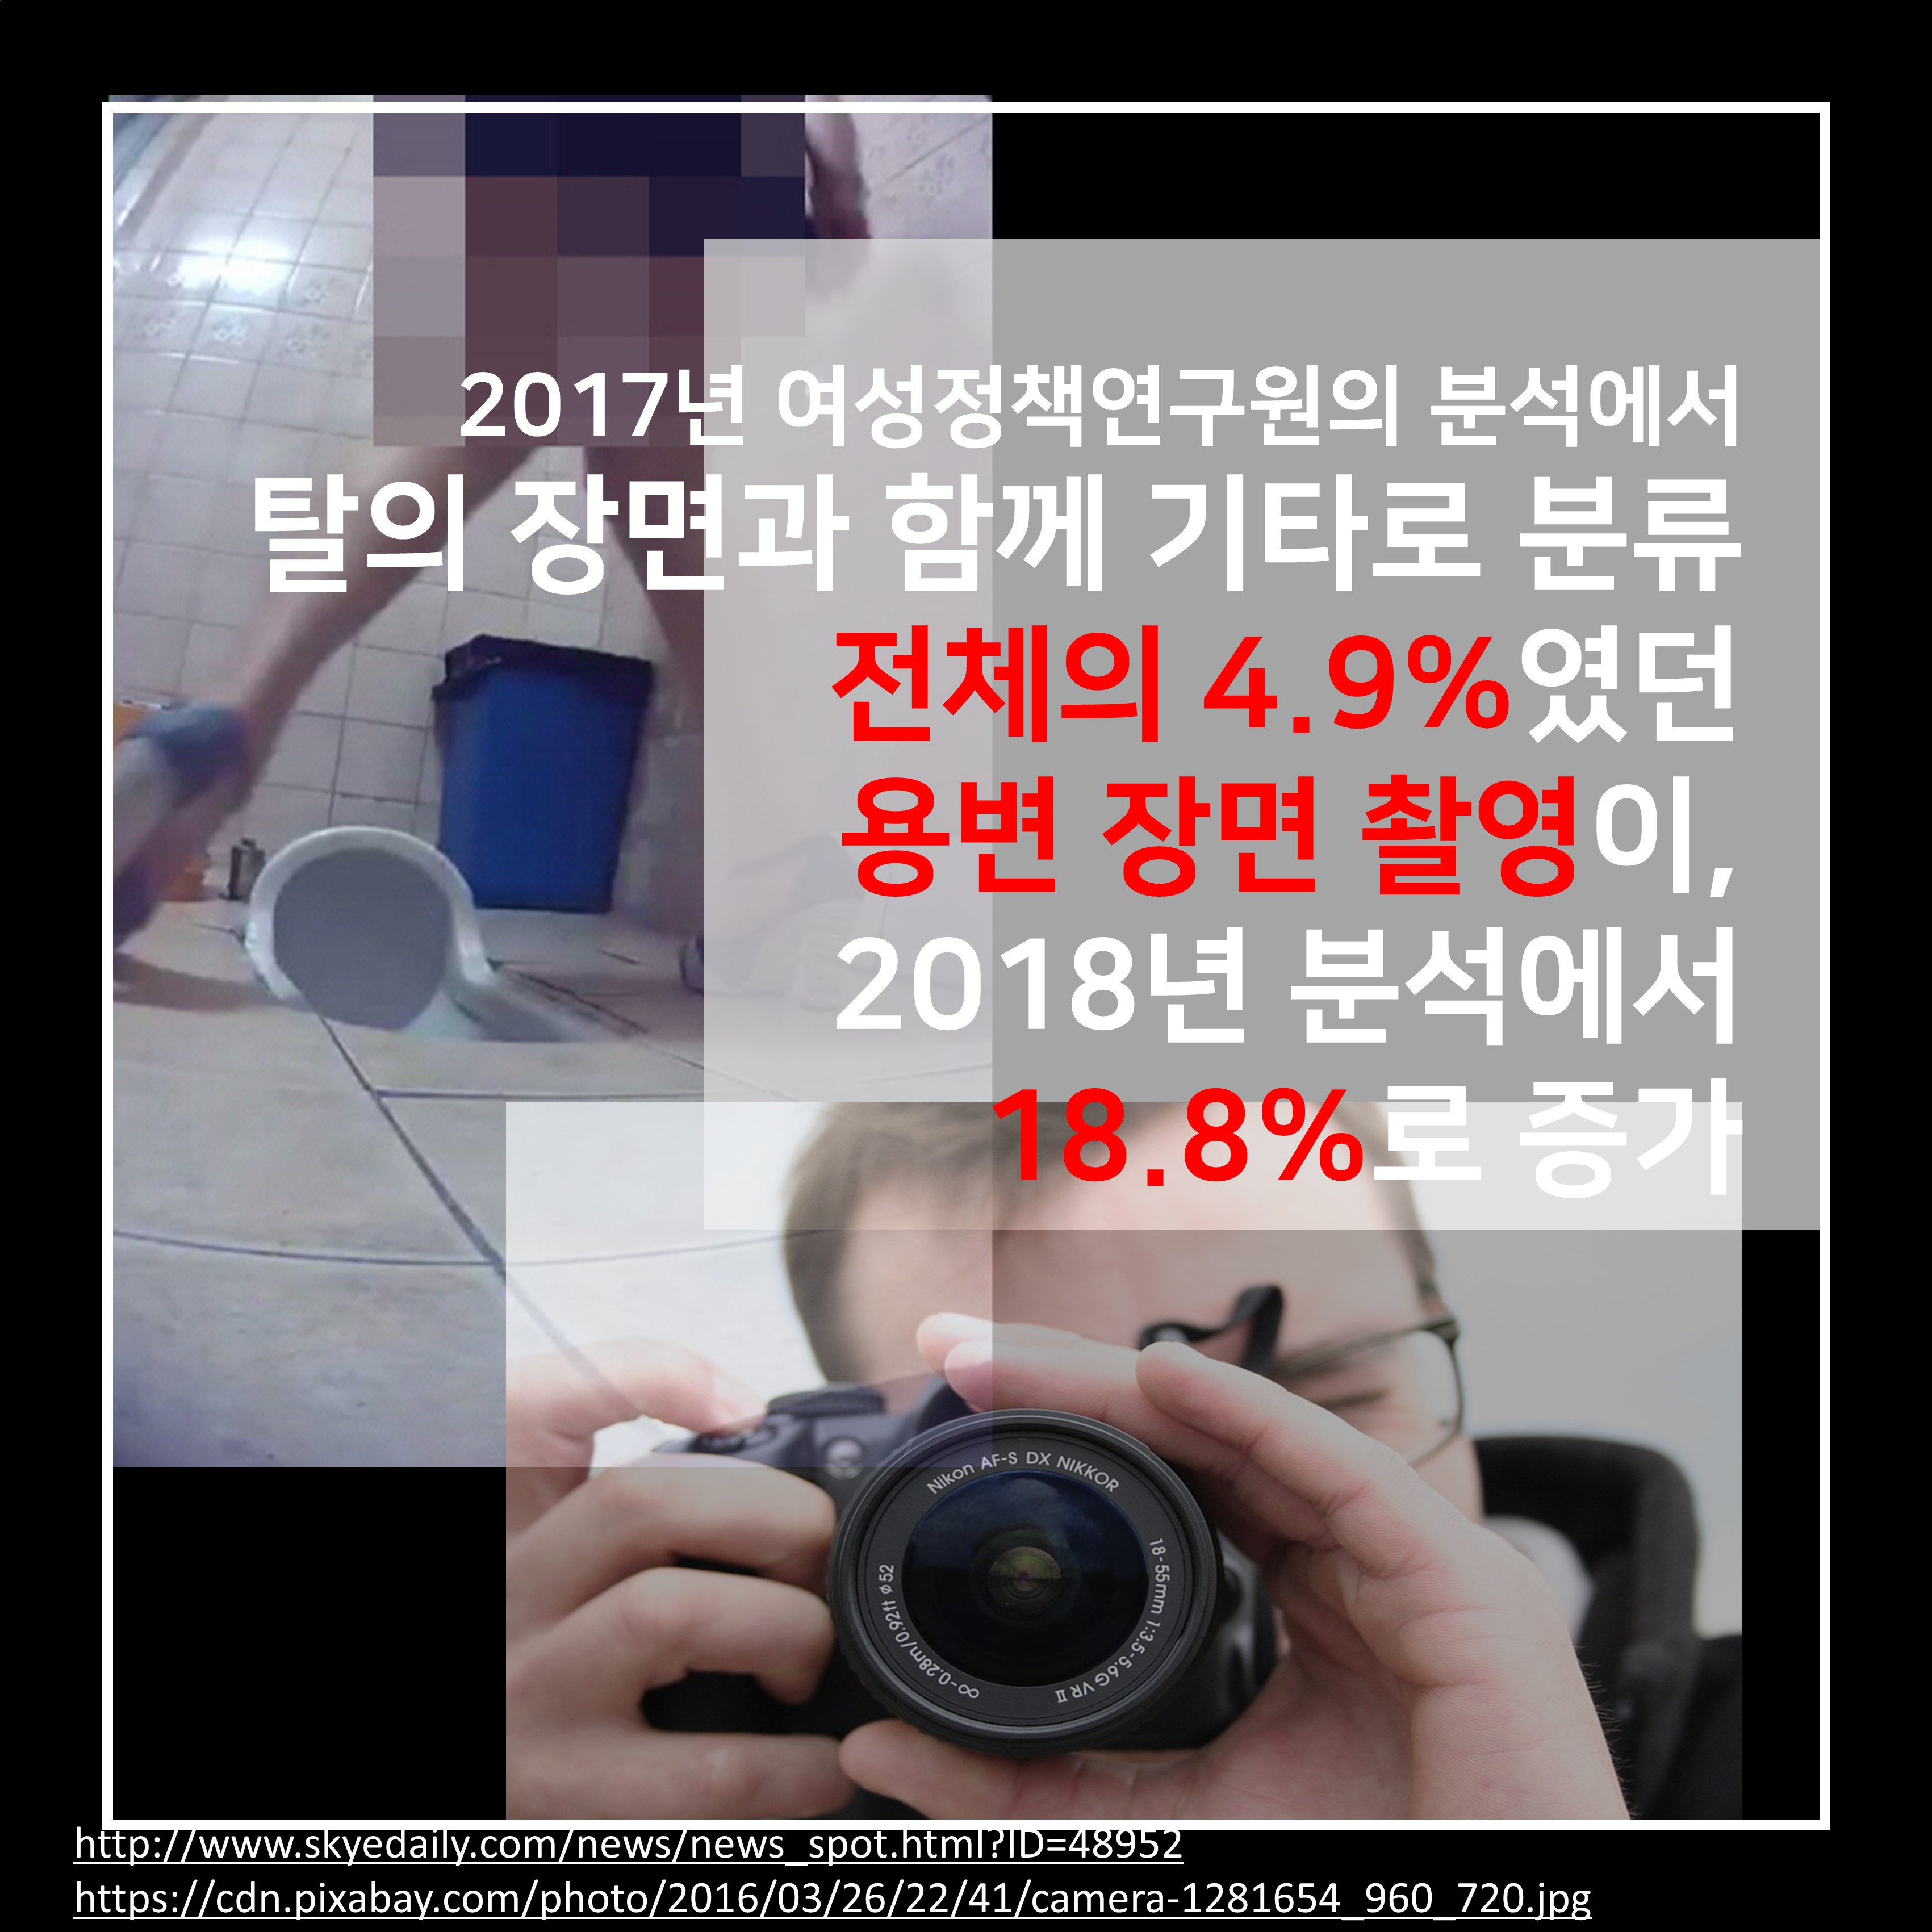 2017년 여성정책연구원의 분석에서
탈의 장면과 함께 기타로 분류
전체의 4.9%였던
용변 장면 촬영이,
2018년 분석에서
18.8%로 증가
Nikon AF-S DX NIKKOR
18-55mm 1:3.5-5.6G VR II
∞-0.28m/0.92ft ø52
http://www.skyedaily.com/news/news_spot.html?ID=48952
https://cdn.pixabay.com/photo/2016/03/26/22/41/camera-1281654_960_720.jpg